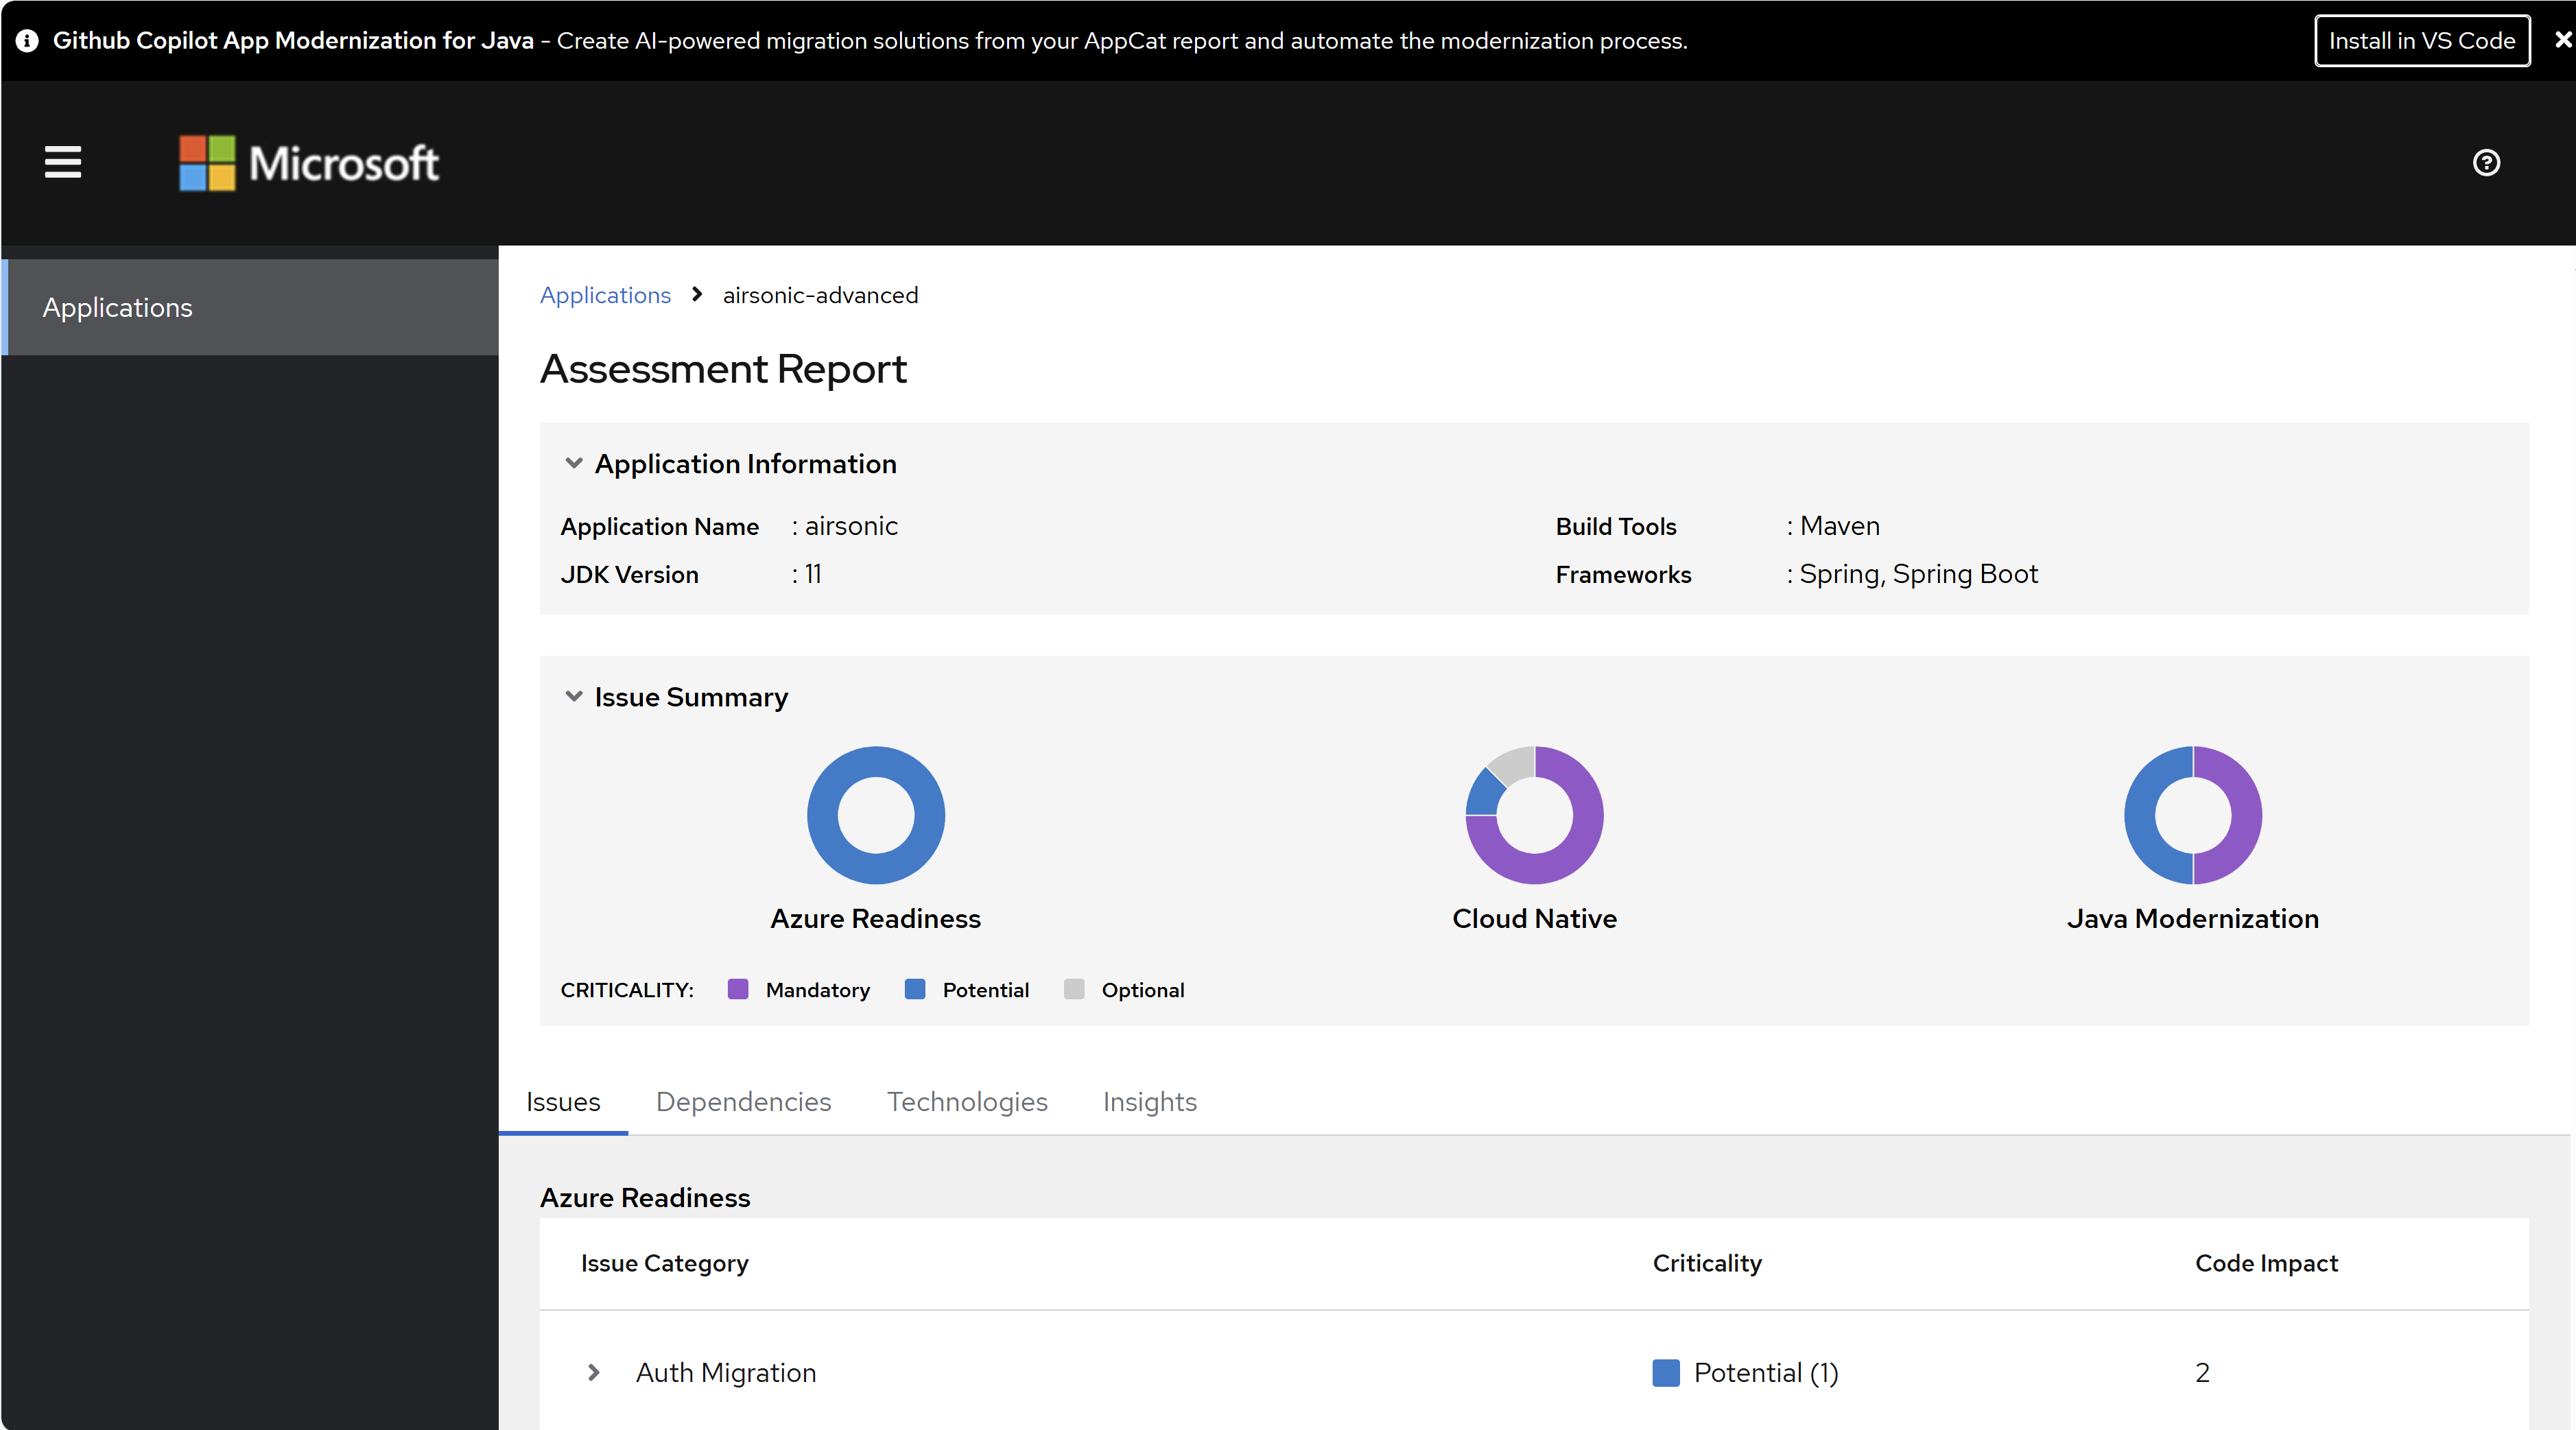 Github Copilot App Modernization for Java - Create AI-powered migration solutions from your AppCat report and automate the modernization process.
Install in VS Code
Microsoft
Applications
Applications > airsonic-advanced
Assessment Report
Application Information
Application Name : airsonic
Build Tools : Maven
JDK Version : 11
Frameworks : Spring, Spring Boot
Issue Summary
Azure Readiness
Cloud Native
Java Modernization
CRITICALITY: Mandatory Potential Optional
Issues Dependencies Technologies Insights
Azure Readiness
Issue Category Criticality Code Impact
Auth Migration Potential (1) 2